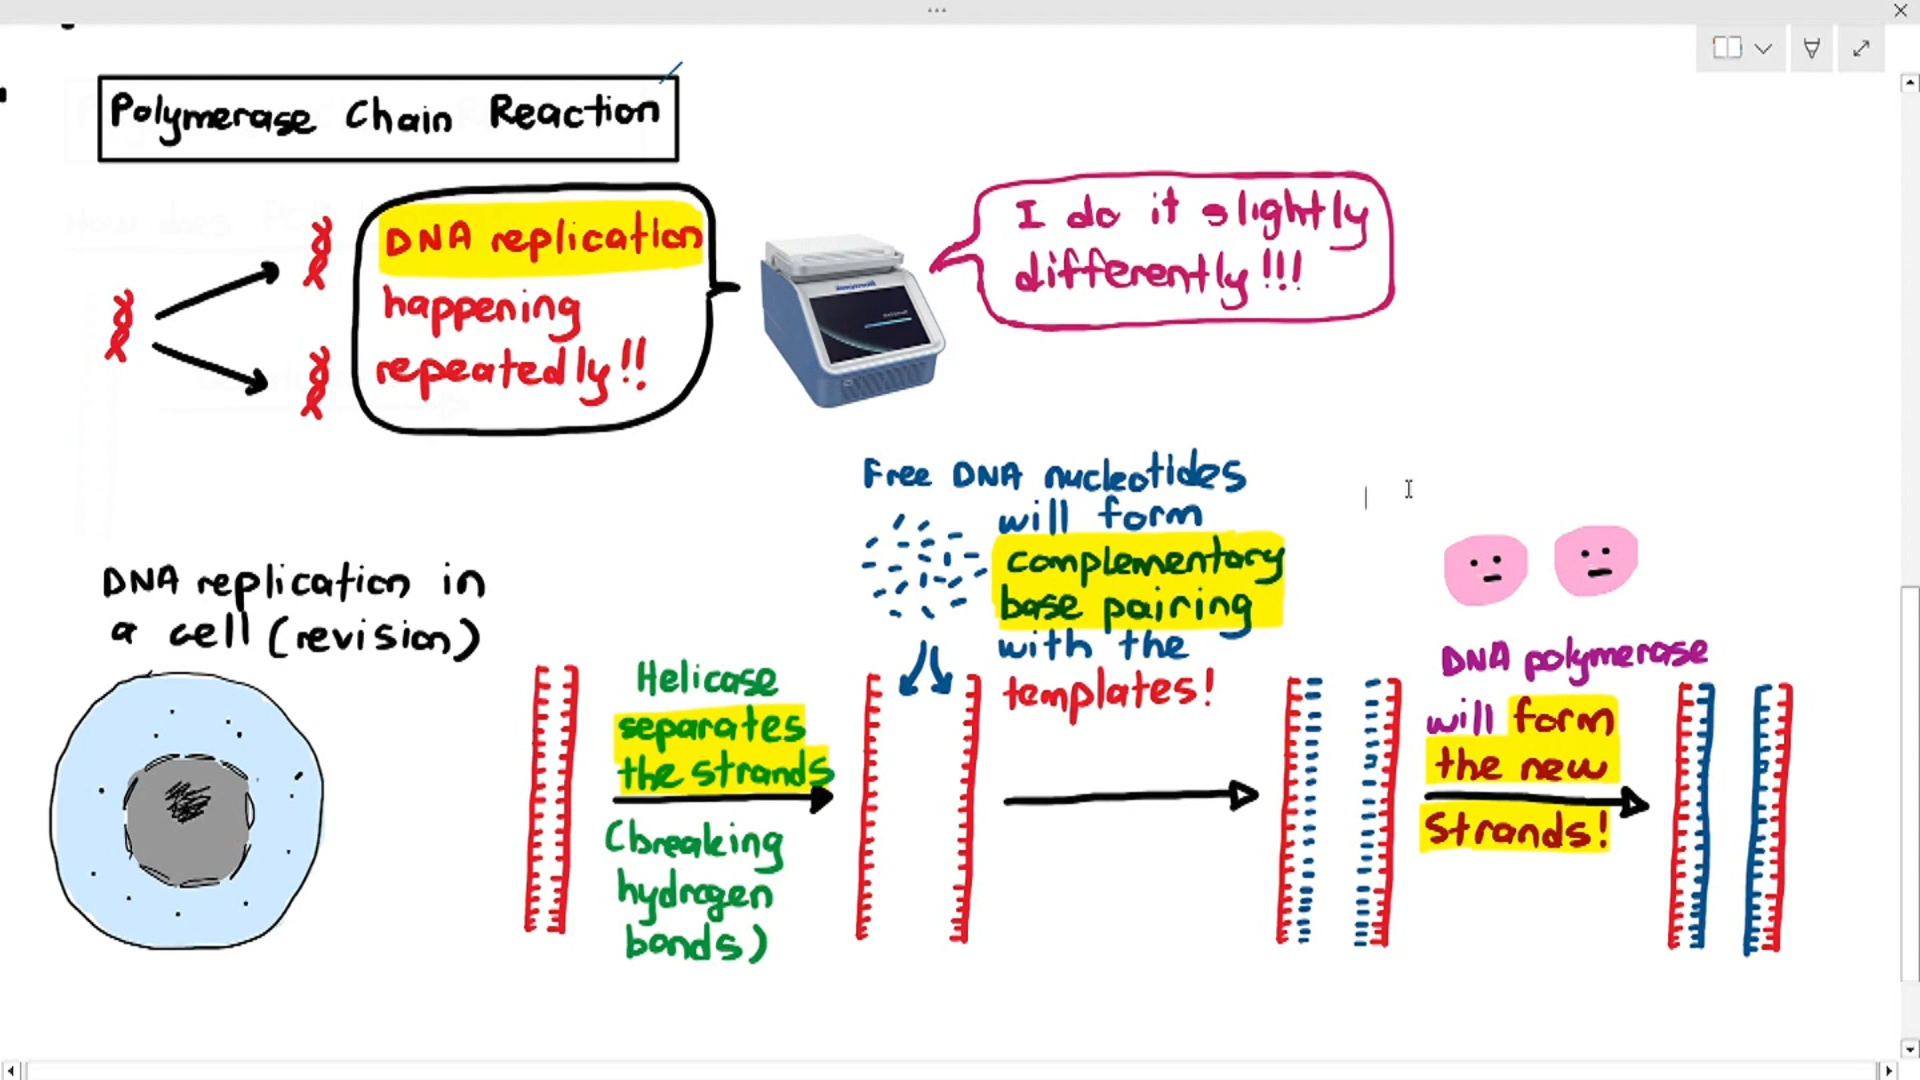 Polymerase Chain Reaction
DNA replication
happening
repeatedly!!
I do it slightly
differently!!!
DNA replication in
a cell (revision)
Helicase
separates
the strands
(breaking
hydrogen
bonds)
Free DNA nucleotides
will form
complementary
base pairing
with the
templates!
DNA polymerase
will form
the new
strands!